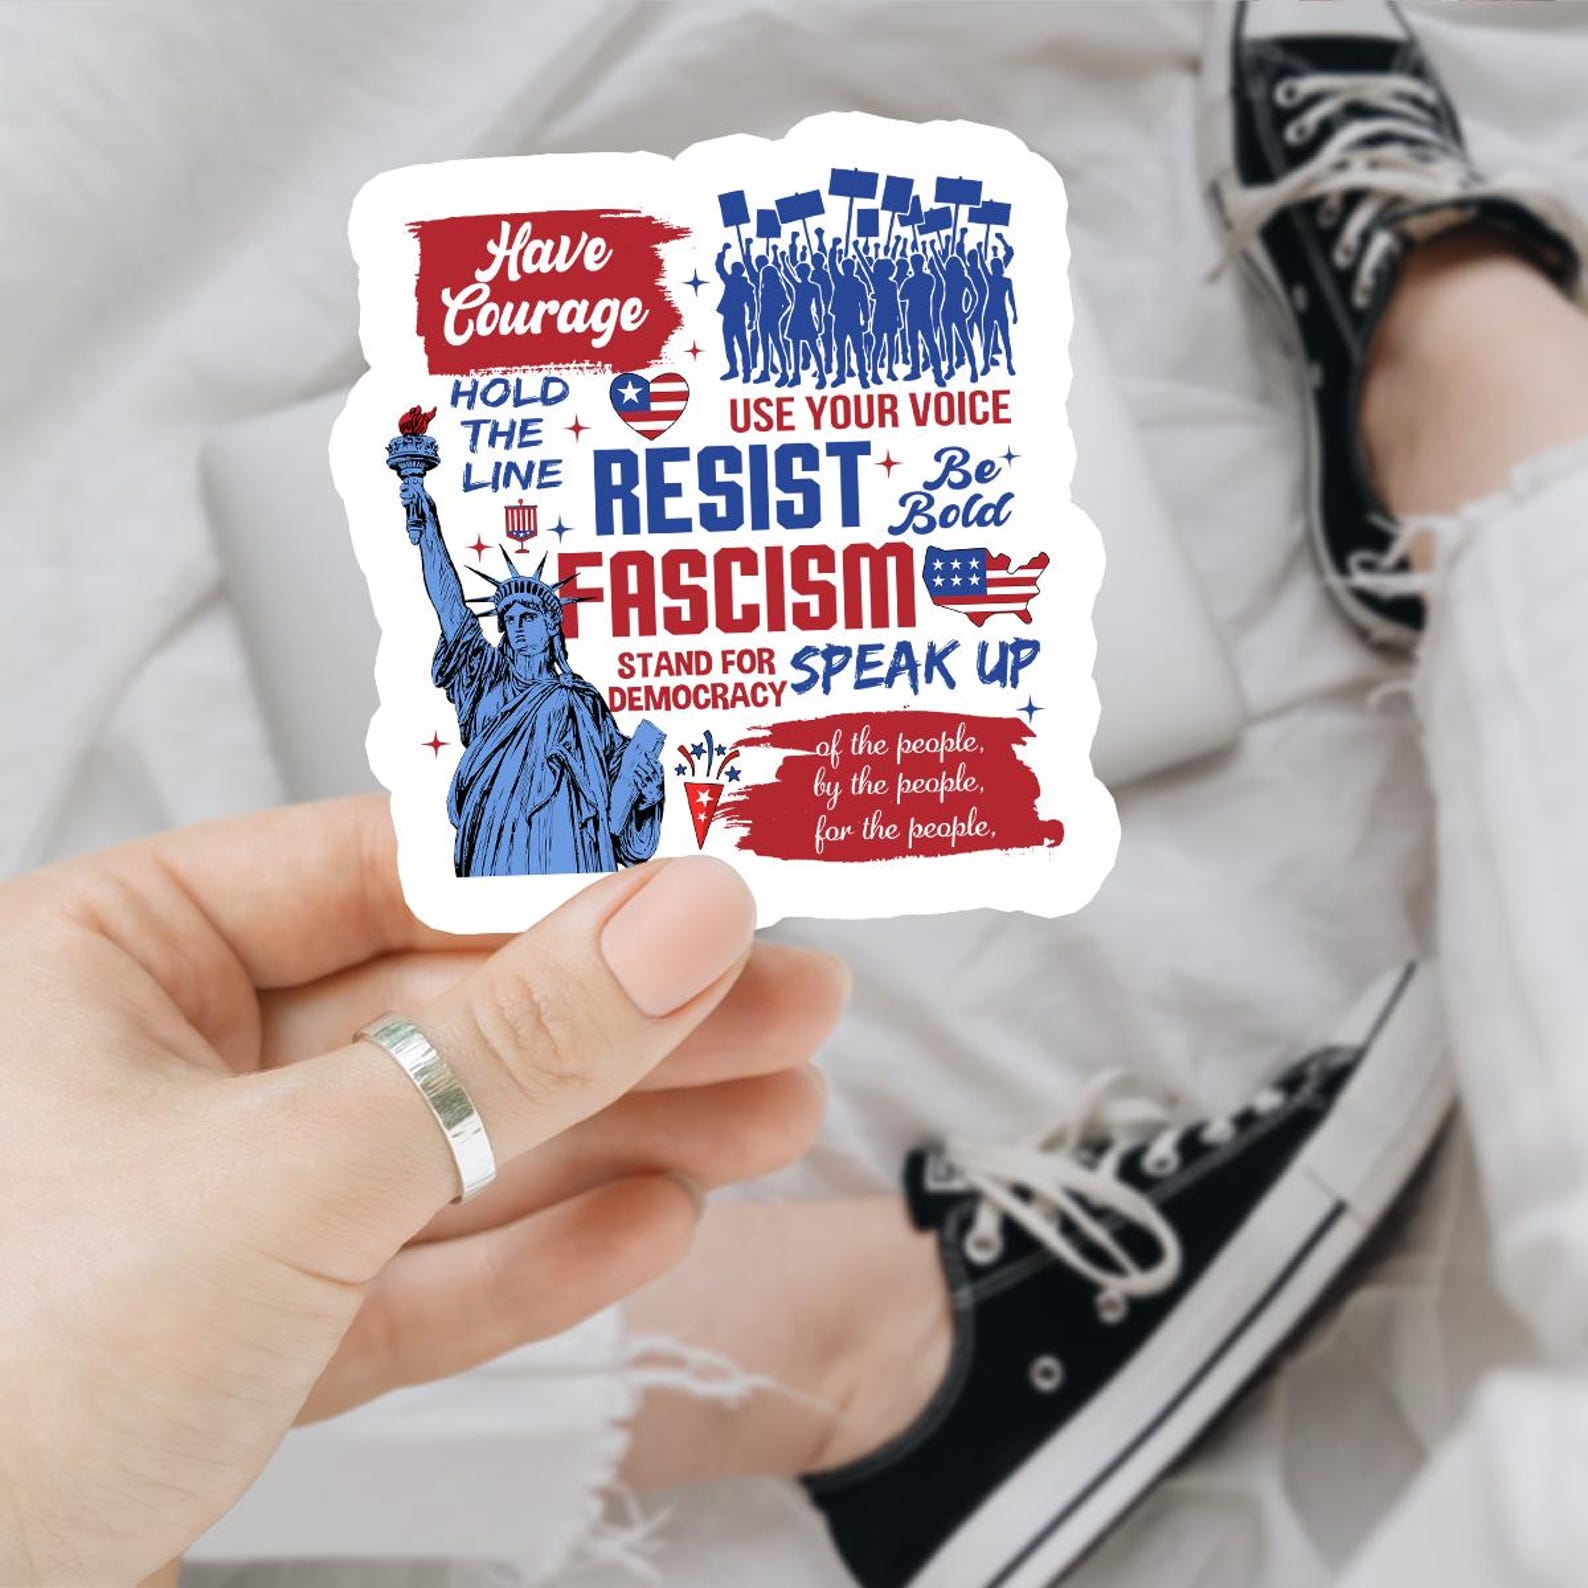 Have
Courage
HOLD
THE
LINE
USE YOUR VOICE
RESIST
Be
Bold
FASCISM
STAND FOR
DEMOCRACY
SPEAK UP
of the people,
by the people,
for the people,